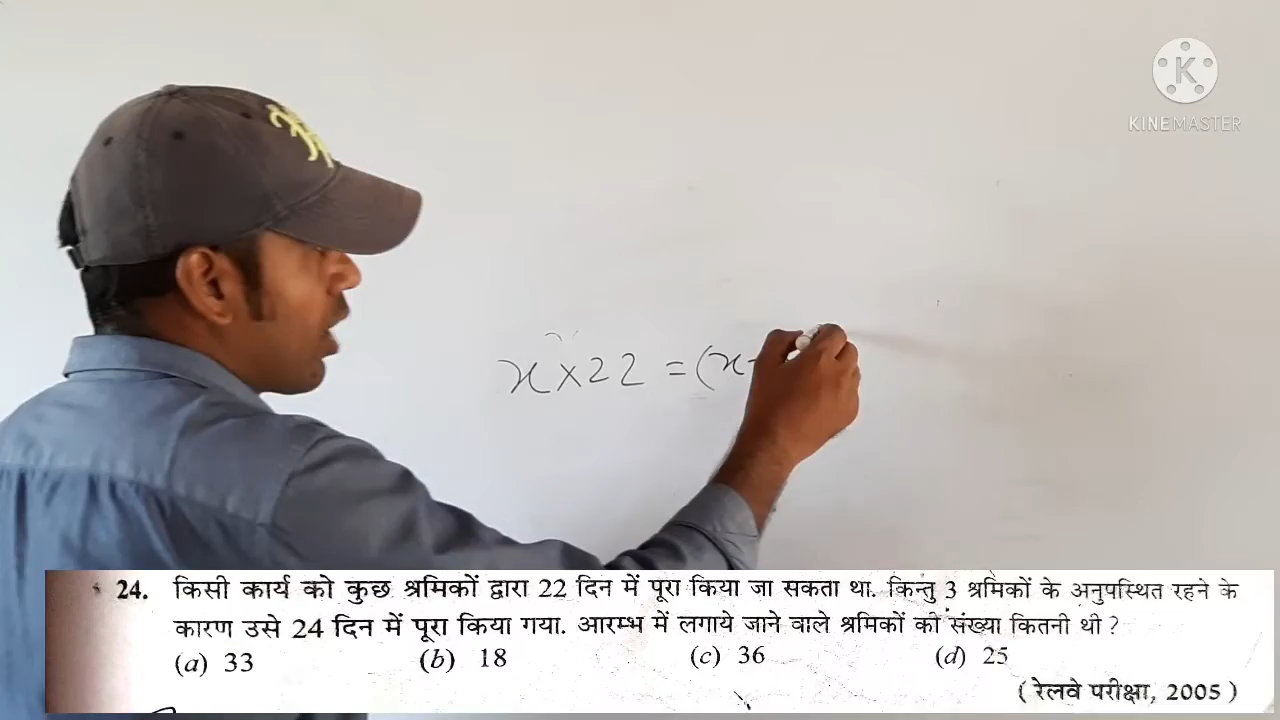 KINEMASTER
x×22 = (x-
24. किसी कार्य को कुछ श्रमिकों द्वारा 22 दिन में पूरा किया जा सकता था. किन्तु 3 श्रमिकों के अनुपस्थित रहने के
कारण उसे 24 दिन में पूरा किया गया. आरम्भ में लगाये जाने वाले श्रमिकों की संख्या कितनी थी ?
(a) 33 (b) 18 (c) 36 (d) 25
( रेलवे परीक्षा, 2005 )